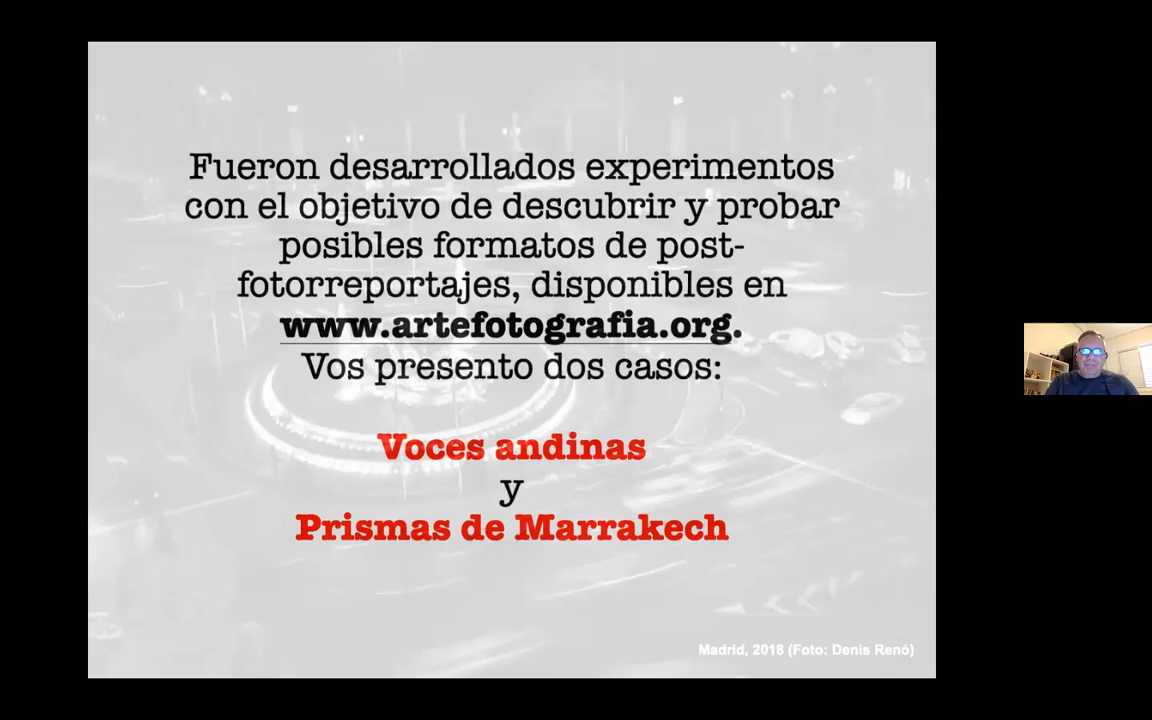 Fueron desarrollados experimentos
con el objetivo de descubrir y probar
posibles formatos de post-
fotorreportajes, disponibles en
www.artefotografia.org.
Vos presento dos casos:
Voces andinas
y
Prismas de Marrakech
Madrid, 2018 (Foto: Denis Renó)